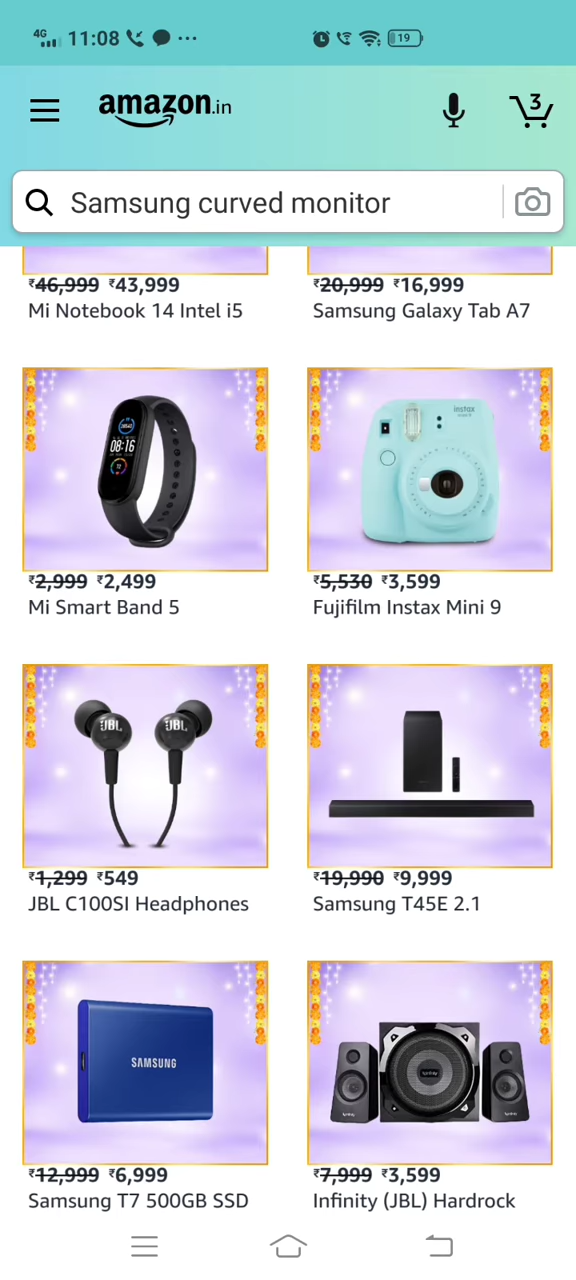 4G 11:08 ... 19
amazon.in 3
Samsung curved monitor
₹46,999 ₹43,999 ₹20,999 ₹16,999
Mi Notebook 14 Intel i5 Samsung Galaxy Tab A7
08:16
instax
₹2,999 ₹2,499 ₹5,530 ₹3,599
Mi Smart Band 5 Fujifilm Instax Mini 9
JBL JBL
₹1,299 ₹549 ₹19,990 ₹9,999
JBL C100SI Headphones Samsung T45E 2.1
SAMSUNG
Infinity
₹12,999 ₹6,999 ₹7,999 ₹3,599
Samsung T7 500GB SSD Infinity (JBL) Hardrock